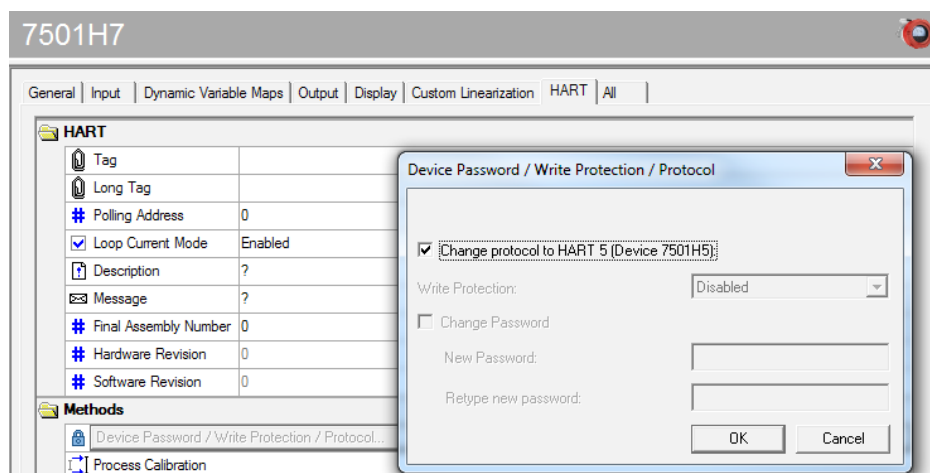 7501H7
General Input Dynamic Variable Maps Output Display Custom Linearization HART All
HART
Tag
Long Tag
Polling Address 0
Loop Current Mode Enabled
Description ?
Message ?
Final Assembly Number 0
Hardware Revision 0
Software Revision 0
Methods
Device Password / Write Protection / Protocol...
Process Calibration
Device Password / Write Protection / Protocol
Change protocol to HART 5 (Device 7501H5):
Write Protection: Disabled
Change Password
New Password:
Retype new password:
OK Cancel